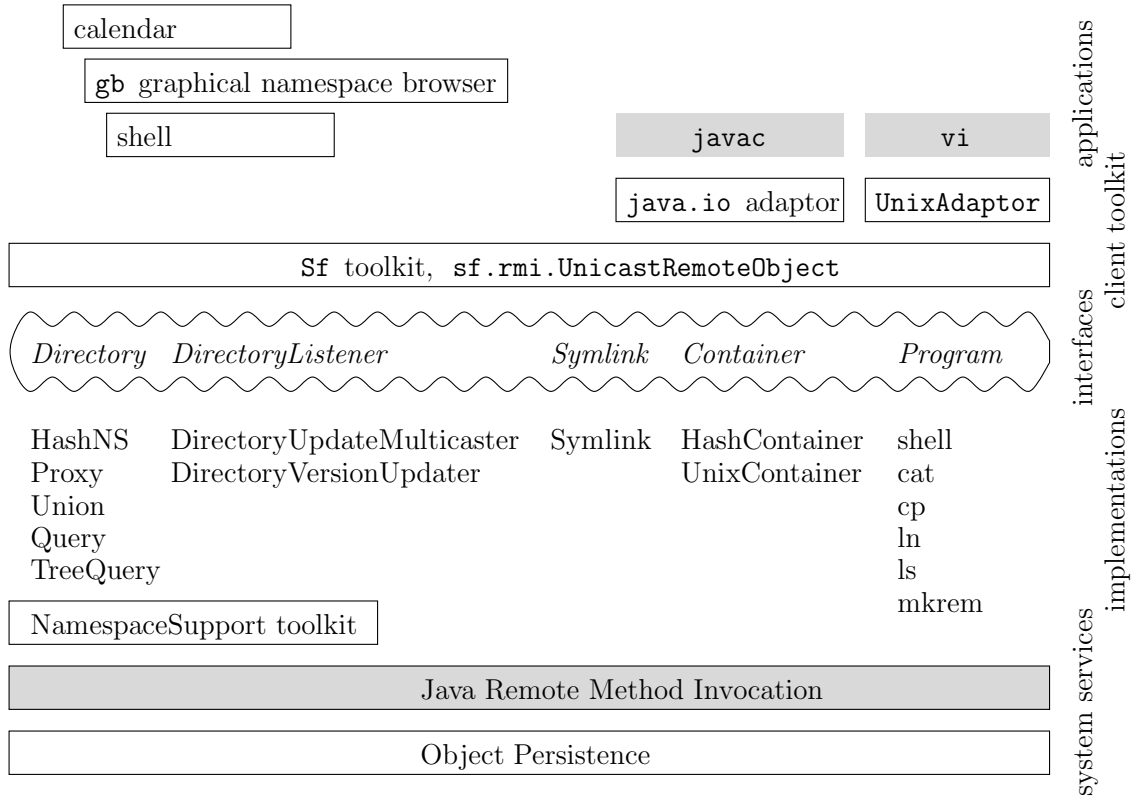 calendar
gb graphical namespace browser
shell
javac
vi
java.io adaptor
UnixAdaptor
Sf toolkit, sf.rmi.UnicastRemoteObject
Directory DirectoryListener Symlink Container Program
HashNS DirectoryUpdateMulticaster Symlink HashContainer shell
Proxy DirectoryVersionUpdater UnixContainer cat
Union cp
Query ln
TreeQuery ls
mkrem
NamespaceSupport toolkit
Java Remote Method Invocation
Object Persistence
applications
client toolkit
interfaces
implementations
system services